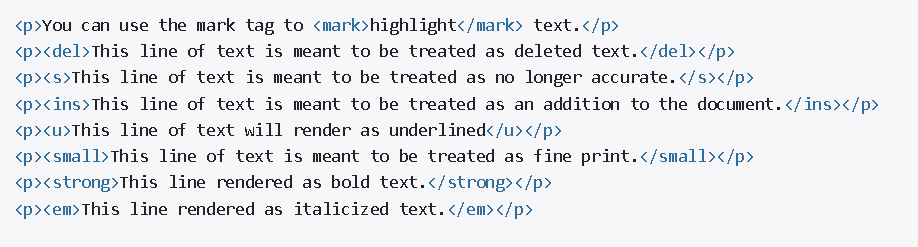 <p>You can use the mark tag to <mark>highlight</mark> text.</p>
<p><del>This line of text is meant to be treated as deleted text.</del></p>
<p><s>This line of text is meant to be treated as no longer accurate.</s></p>
<p><ins>This line of text is meant to be treated as an addition to the document.</ins></p>
<p><u>This line of text will render as underlined</u></p>
<p><small>This line of text is meant to be treated as fine print.</small></p>
<p><strong>This line rendered as bold text.</strong></p>
<p><em>This line rendered as italicized text.</em></p>